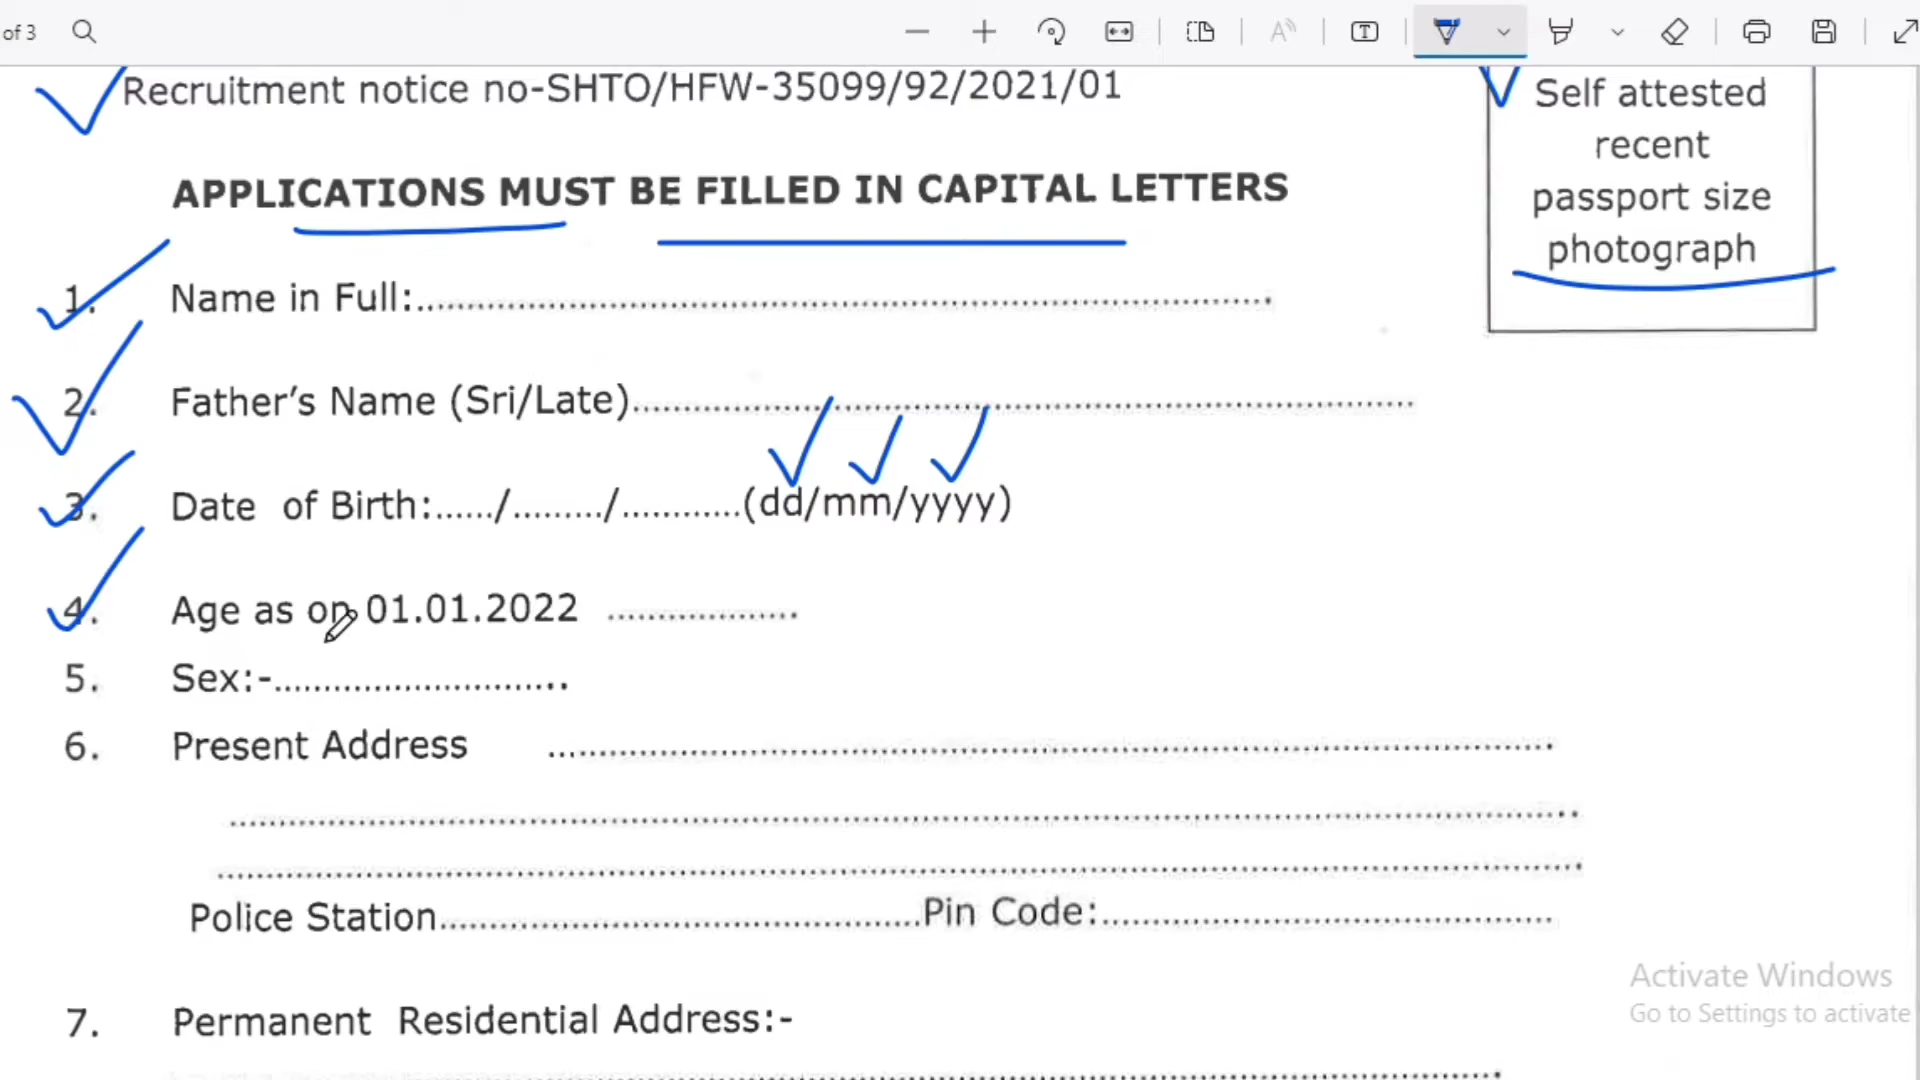 of 3
Recruitment notice no-SHTO/HFW-35099/92/2021/01
Self attested
recent
passport size
photograph
APPLICATIONS MUST BE FILLED IN CAPITAL LETTERS
1. Name in Full:..............................
2. Father's Name (Sri/Late)..............................
3. Date of Birth:....../........./............(dd/mm/yyyy)
4. Age as on 01.01.2022 ...................
5. Sex:-..............................
6. Present Address ..............................
..............................
..............................
Police Station..............................Pin Code:..............................
7. Permanent Residential Address:-
..............................
Activate Windows
Go to Settings to activate